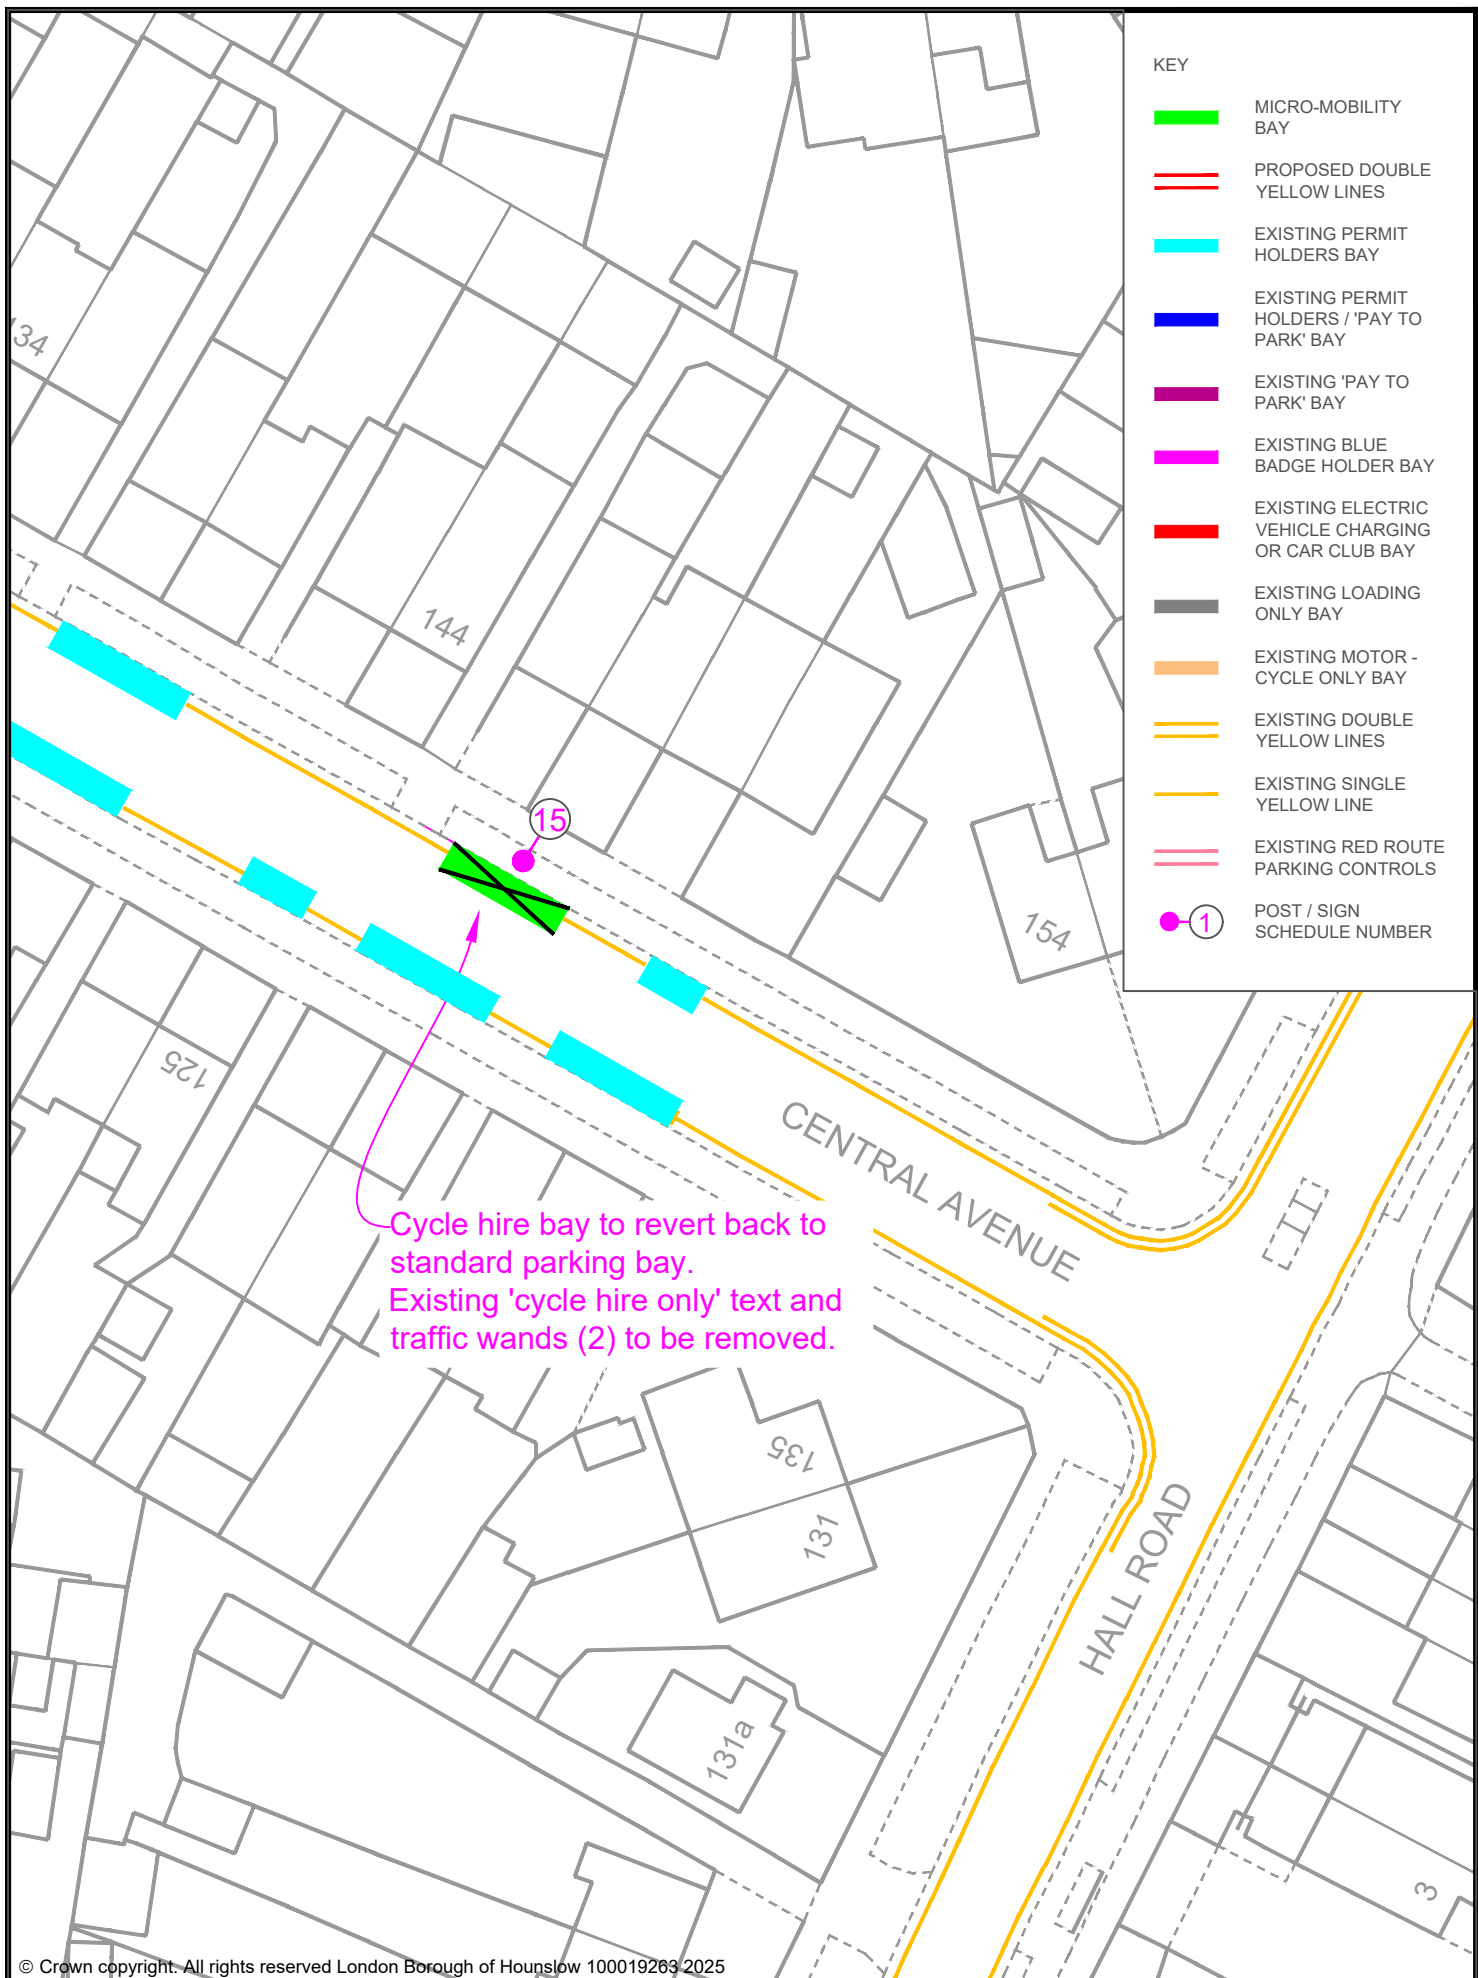 KEY
MICRO-MOBILITY
BAY
PROPOSED DOUBLE
YELLOW LINES
EXISTING PERMIT
HOLDERS BAY
EXISTING PERMIT
HOLDERS / 'PAY TO
PARK' BAY
EXISTING 'PAY TO
PARK' BAY
EXISTING BLUE
BADGE HOLDER BAY
EXISTING ELECTRIC
VEHICLE CHARGING
OR CAR CLUB BAY
EXISTING LOADING
ONLY BAY
EXISTING MOTOR -
CYCLE ONLY BAY
EXISTING DOUBLE
YELLOW LINES
EXISTING SINGLE
YELLOW LINE
EXISTING RED ROUTE
PARKING CONTROLS
1
POST / SIGN
SCHEDULE NUMBER
134
144
15
154
125
CENTRAL AVENUE
Cycle hire bay to revert back to
standard parking bay.
Existing 'cycle hire only' text and
traffic wands (2) to be removed.
135
131
HALL ROAD
131a
3
© Crown copyright. All rights reserved London Borough of Hounslow 100019263 2025